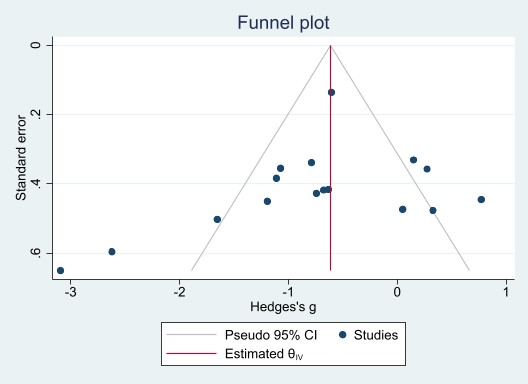 Funnel plot
Standard error
0
.2
.4
.6
-3 -2 -1 0 1
Hedges's g
Pseudo 95% CI Studies
Estimated θIV